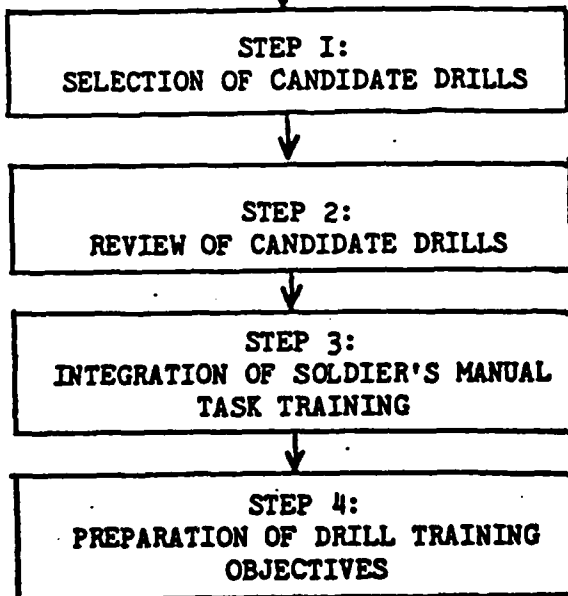 STEP I:
SELECTION OF CANDIDATE DRILLS
STEP 2:
REVIEW OF CANDIDATE DRILLS
STEP 3:
INTEGRATION OF SOLDIER'S MANUAL
TASK TRAINING
STEP 4:
PREPARATION OF DRILL TRAINING
OBJECTIVES